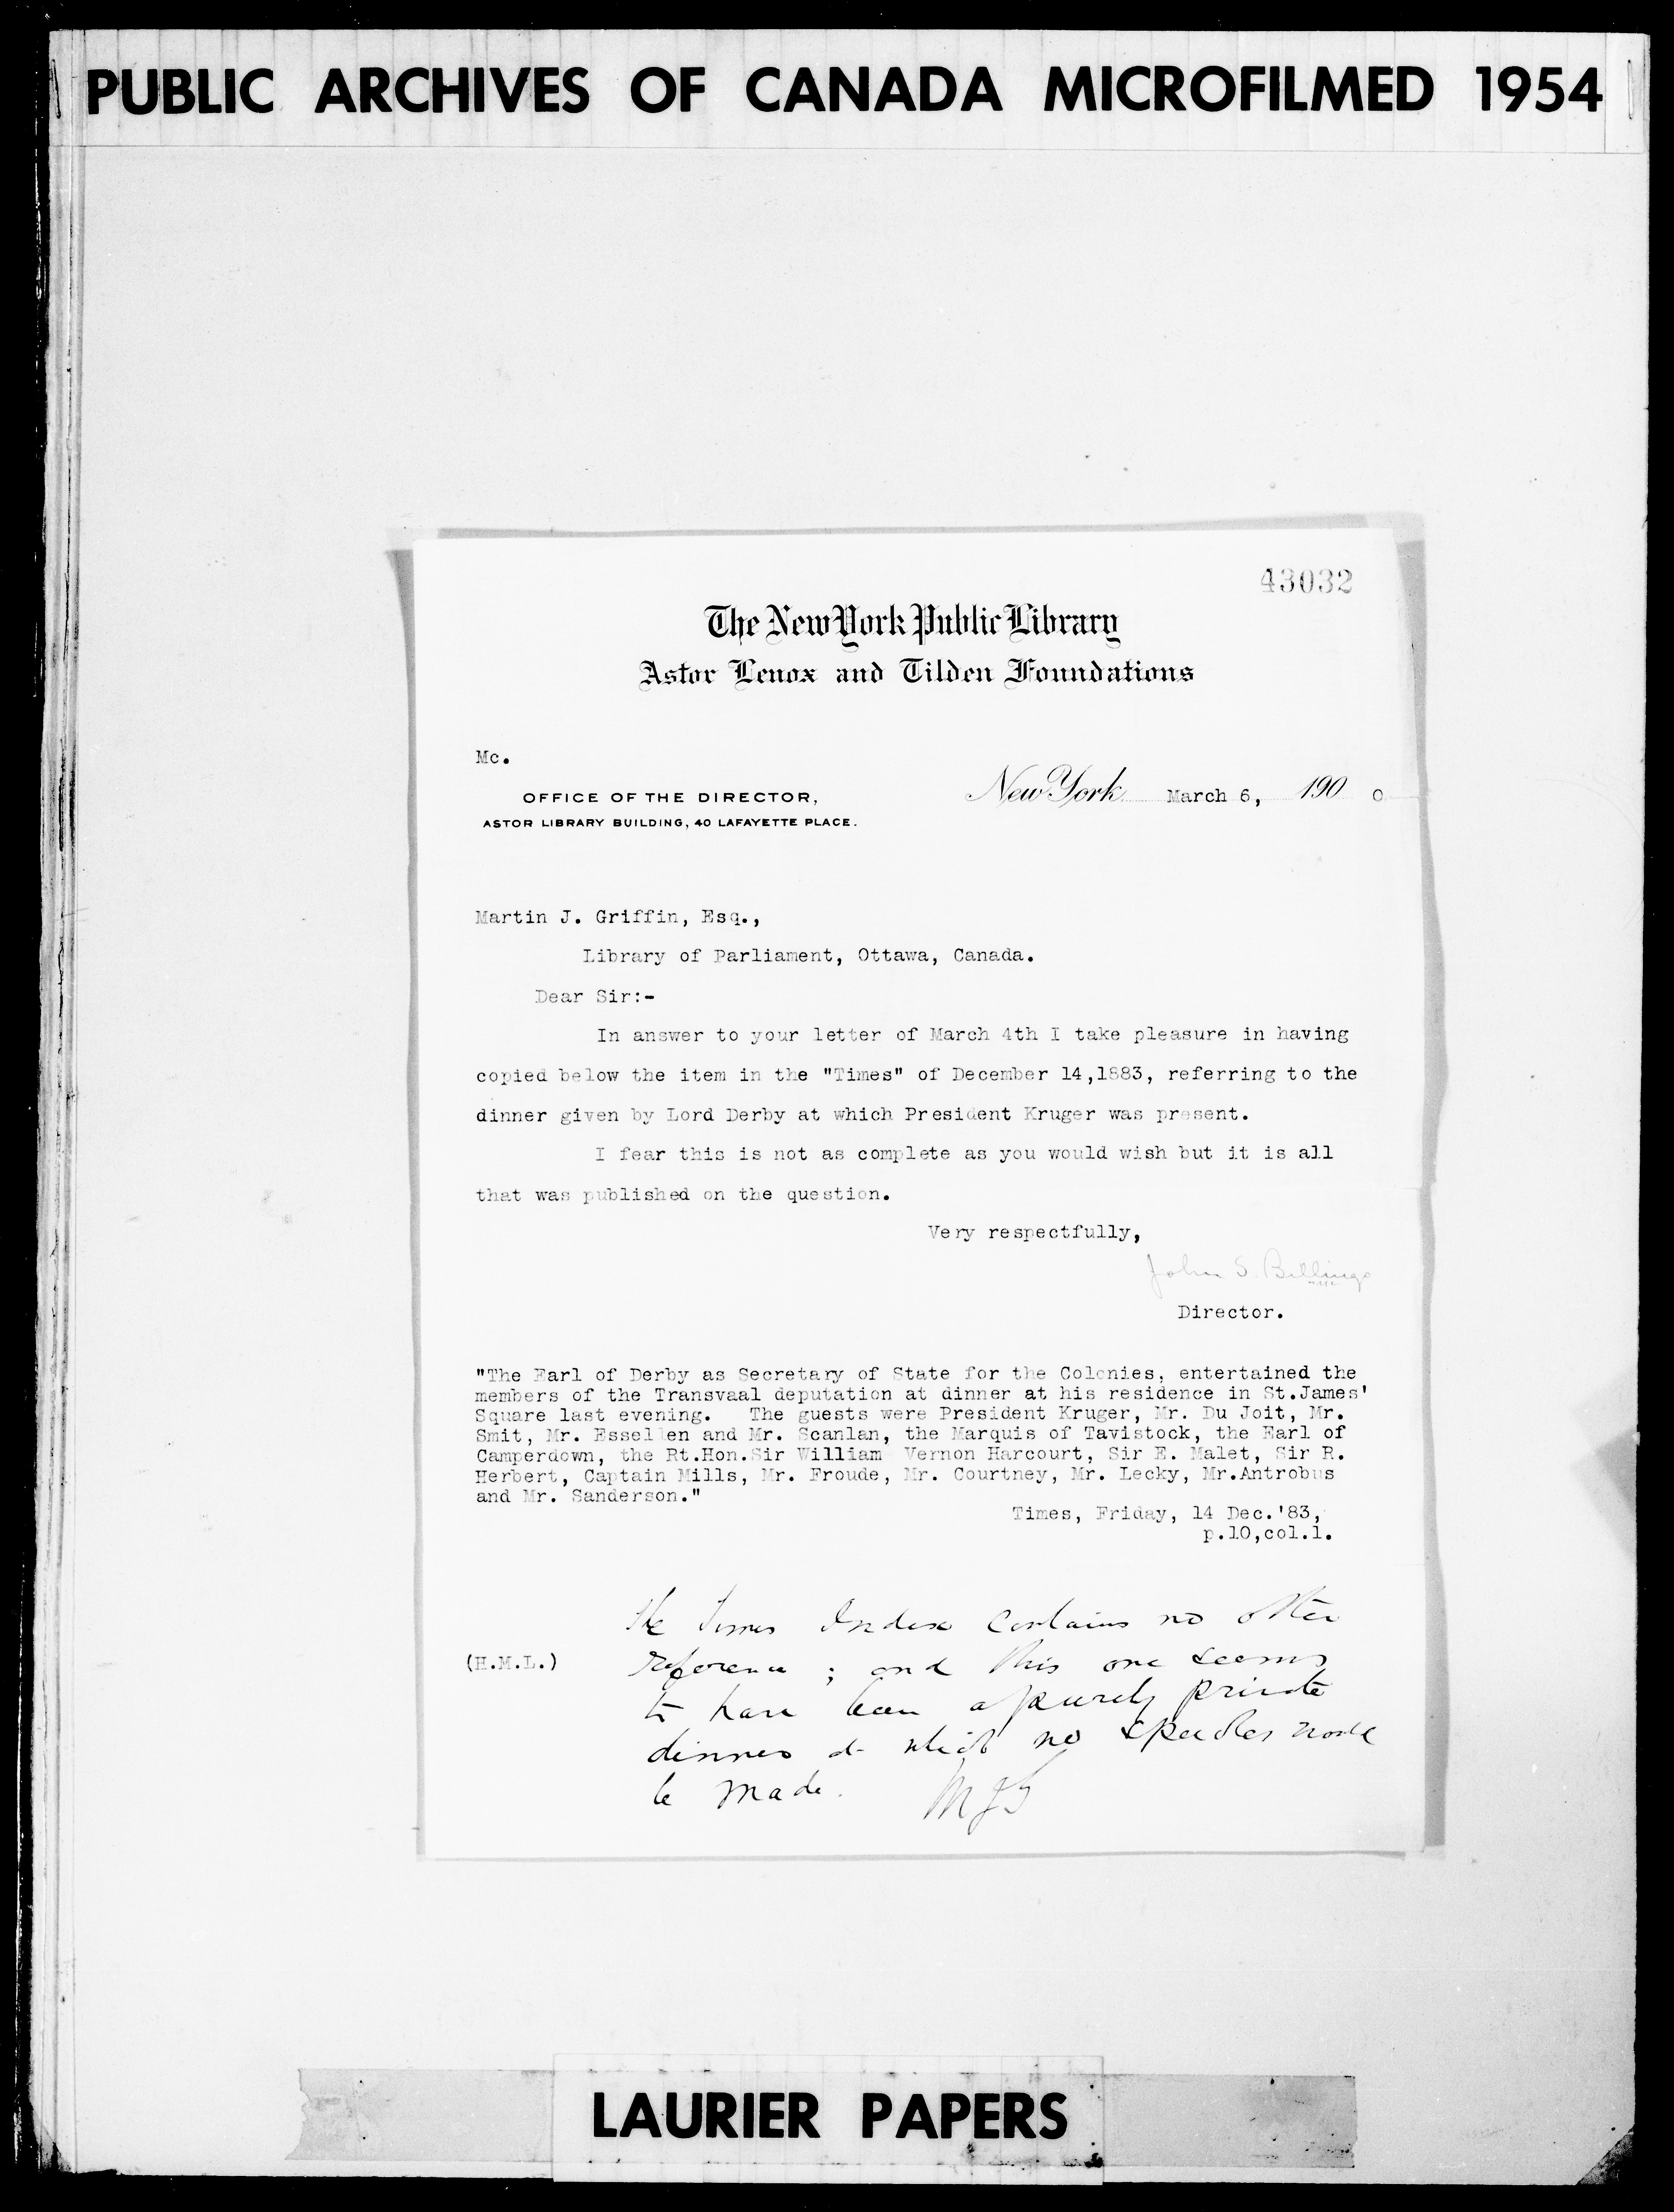 PUBLIC ARCHIVES OF CANADA MICROFILMED 1954
43032
The New York Public Library
Astor Lenox and Tilden Foundations
Mc.
OFFICE OF THE DIRECTOR,
ASTOR LIBRARY BUILDING, 40 LAFAYETTE PLACE.
New York March 6, 190 0
Martin J. Griffin, Esq.,
Library of Parliament, Ottawa, Canada.
Dear Sir:-
In answer to your letter of March 4th I take pleasure in having
copied below the item in the "Times" of December 14,1883, referring to the
dinner given by Lord Derby at which President Kruger was present.
I fear this is not as complete as you would wish but it is all
that was published on the question.
Very respectfully,
John S. Billings
Director.
"The Earl of Derby as Secretary of State for the Colonies, entertained the
members of the Transvaal deputation at dinner at his residence in St.James'
Square last evening. The guests were President Kruger, Mr. Du Joit, Mr.
Smit, Mr. Essellen and Mr. Scanlan, the Marquis of Tavistock, the Earl of
Camperdown, the Rt.Hon.Sir William Vernon Harcourt, Sir E. Malet, Sir R.
Herbert, Captain Mills, Mr. Froude, Mr. Courtney, Mr. Lecky, Mr.Antrobus
and Mr. Sanderson."
Times, Friday, 14 Dec.'83,
p.10,col.1.
The Times Index contains no other
(H.M.L.) reference ; and this one seems
to have been a purely private
dinner at which no speeches would
be made. MJG
LAURIER PAPERS